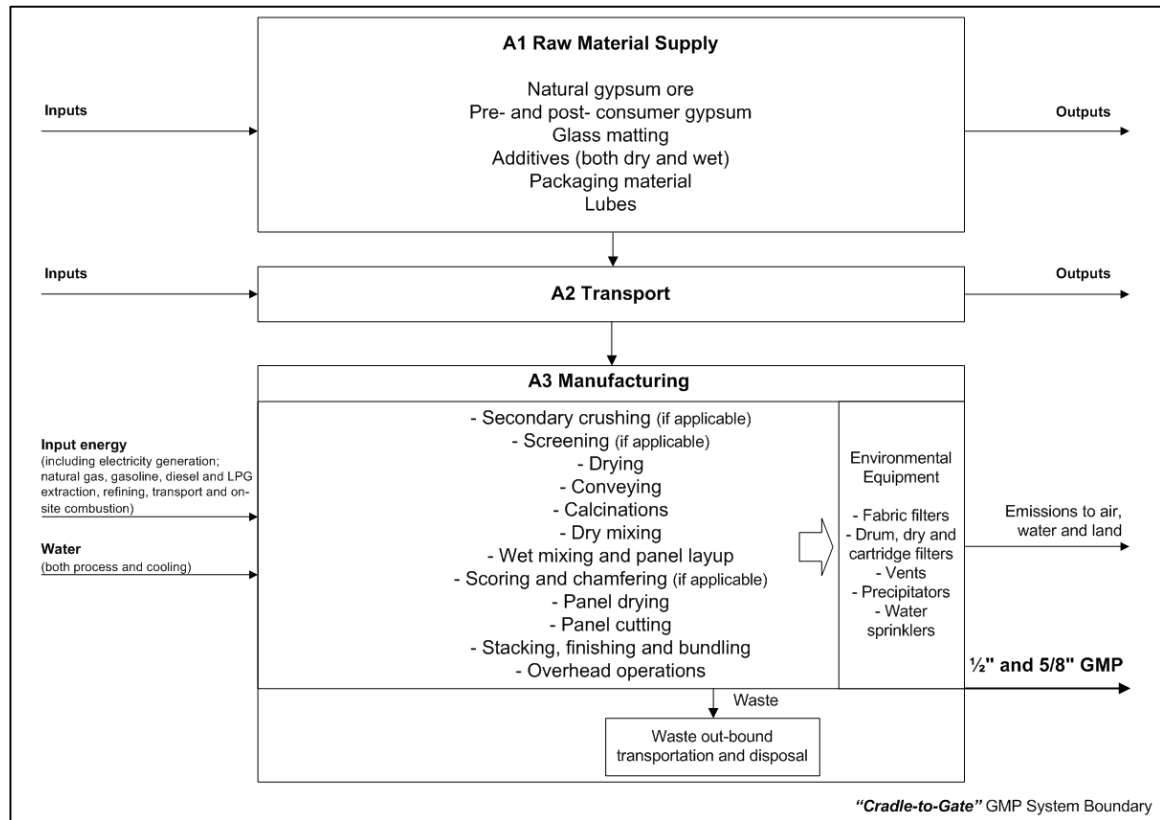 A1 Raw Material Supply
Natural gypsum ore
Pre- and post- consumer gypsum
Glass matting
Additives (both dry and wet)
Packaging material
Lubes
Inputs
Outputs
Inputs
A2 Transport
Outputs
A3 Manufacturing
Input energy
(including electricity generation;
natural gas, gasoline, diesel and LPG
extraction, refining, transport and on-
site combustion)
Water
(both process and cooling)
- Secondary crushing (if applicable)
- Screening (if applicable)
- Drying
- Conveying
- Calcinations
- Dry mixing
- Wet mixing and panel layup
- Scoring and chamfering (if applicable)
- Panel drying
- Panel cutting
- Stacking, finishing and bundling
- Overhead operations
Environmental
Equipment
- Fabric filters
- Drum, dry and
cartridge filters
- Vents
- Precipitators
- Water
sprinklers
Emissions to air,
water and land
½" and 5/8" GMP
Waste
Waste out-bound
transportation and disposal
"Cradle-to-Gate" GMP System Boundary